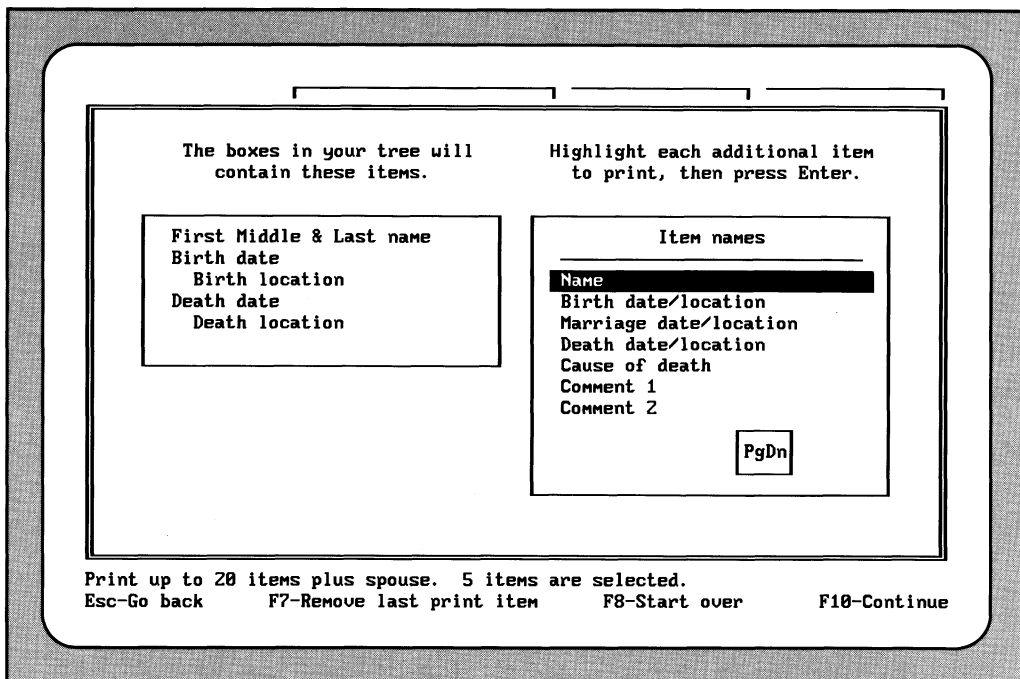 The boxes in your tree will
contain these items.
Highlight each additional item
to print, then press Enter.
First Middle & Last name
Birth date
Birth location
Death date
Death location
Item names
Name
Birth date/location
Marriage date/location
Death date/location
Cause of death
Comment 1
Comment 2
PgDn
Print up to 20 items plus spouse. 5 items are selected.
Esc-Go back F7-Remove last print item F8-Start over F10-Continue